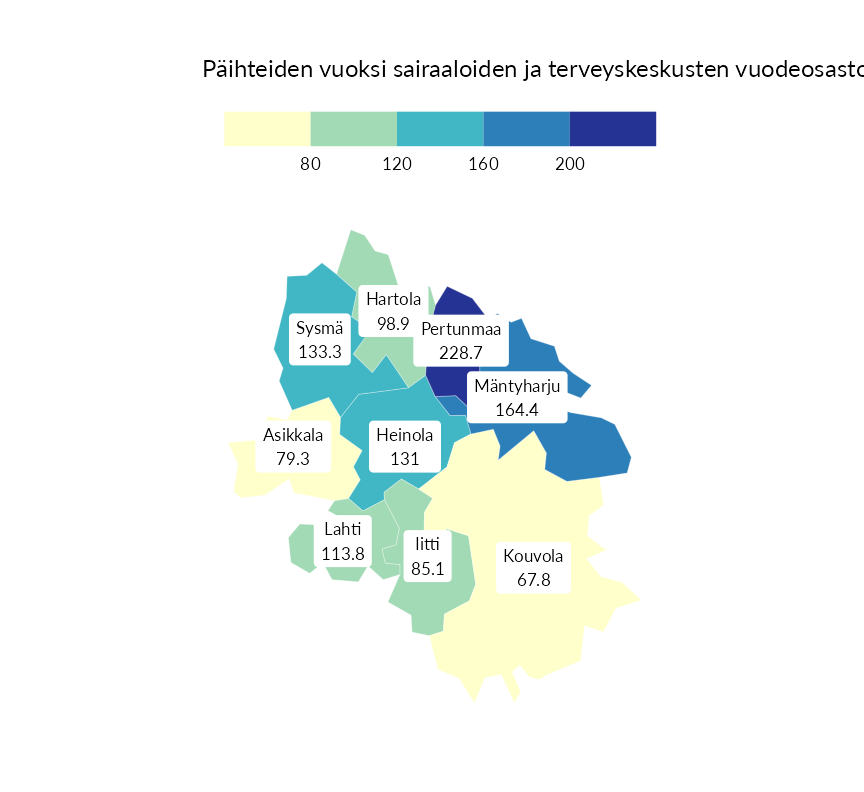 Päihteiden vuoksi sairaaloiden ja terveyskeskusten
80 120 160 200
Hartola
98.9
Sysmä
133.3
Pertunmaa
228.7
Mäntyharju
164.4
Asikkala
79.3
Heinola
131
Lahti
113.8
Iitti
85.1
Kouvola
67.8